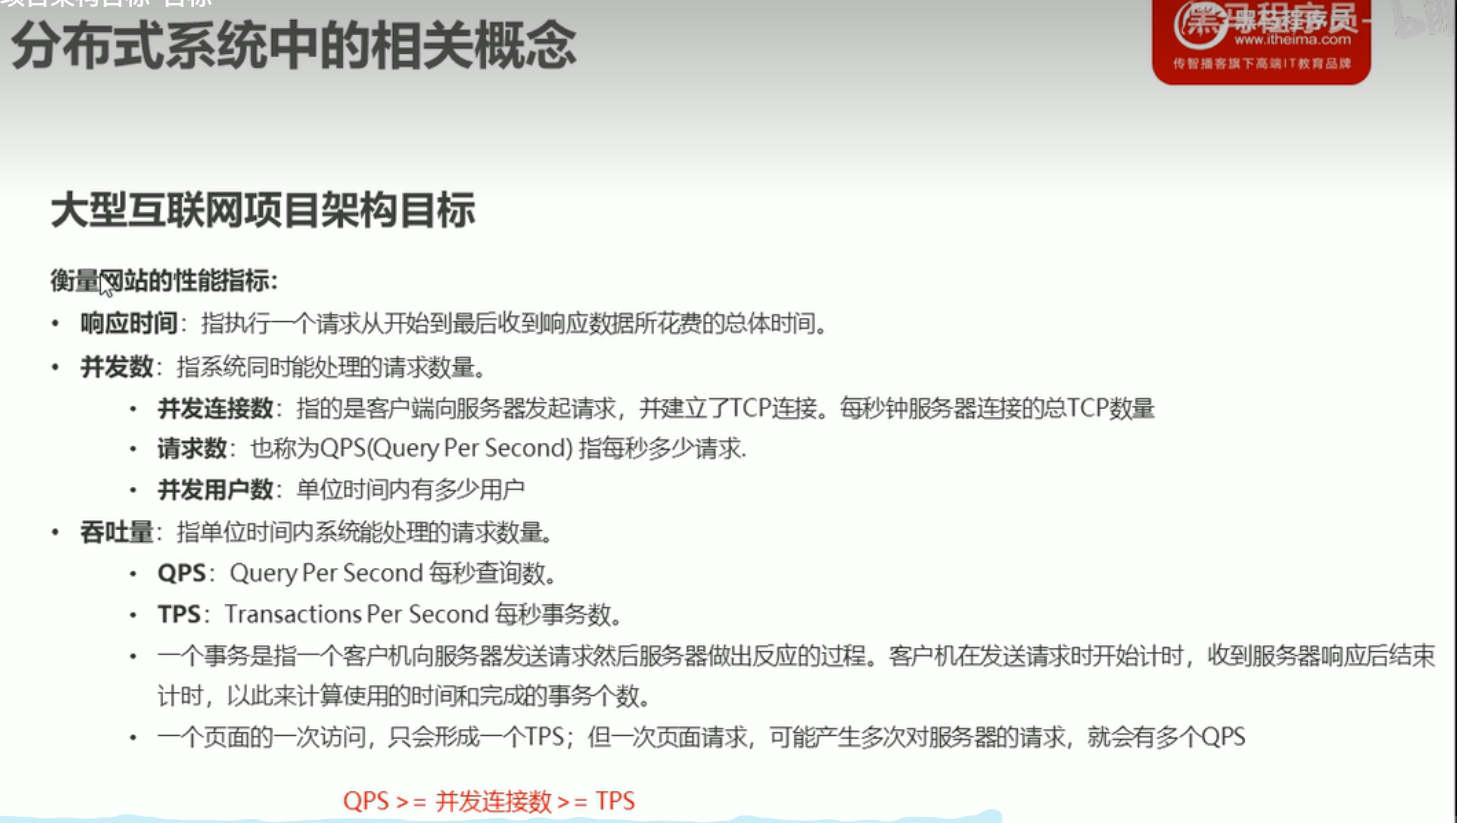 项目架构目标-目标
分布式系统中的相关概念
黑马程序员
www.itheima.com
传智播客旗下高端IT教育品牌
大型互联网项目架构目标
衡量网站的性能指标：
• 响应时间：指执行一个请求从开始到最后收到响应数据所花费的总体时间。
• 并发数：指系统同时能处理的请求数量。
• 并发连接数：指的是客户端向服务器发起请求，并建立了TCP连接。每秒钟服务器连接的总TCP数量
• 请求数：也称为QPS(Query Per Second) 指每秒多少请求.
• 并发用户数：单位时间内有多少用户
• 吞吐量：指单位时间内系统能处理的请求数量。
• QPS：Query Per Second 每秒查询数。
• TPS：Transactions Per Second 每秒事务数。
• 一个事务是指一个客户机向服务器发送请求然后服务器做出反应的过程。客户机在发送请求时开始计时，收到服务器响应后结束
计时，以此来计算使用的时间和完成的事务个数。
• 一个页面的一次访问，只会形成一个TPS；但一次页面请求，可能产生多次对服务器的请求，就会有多个QPS
QPS >= 并发连接数 >= TPS